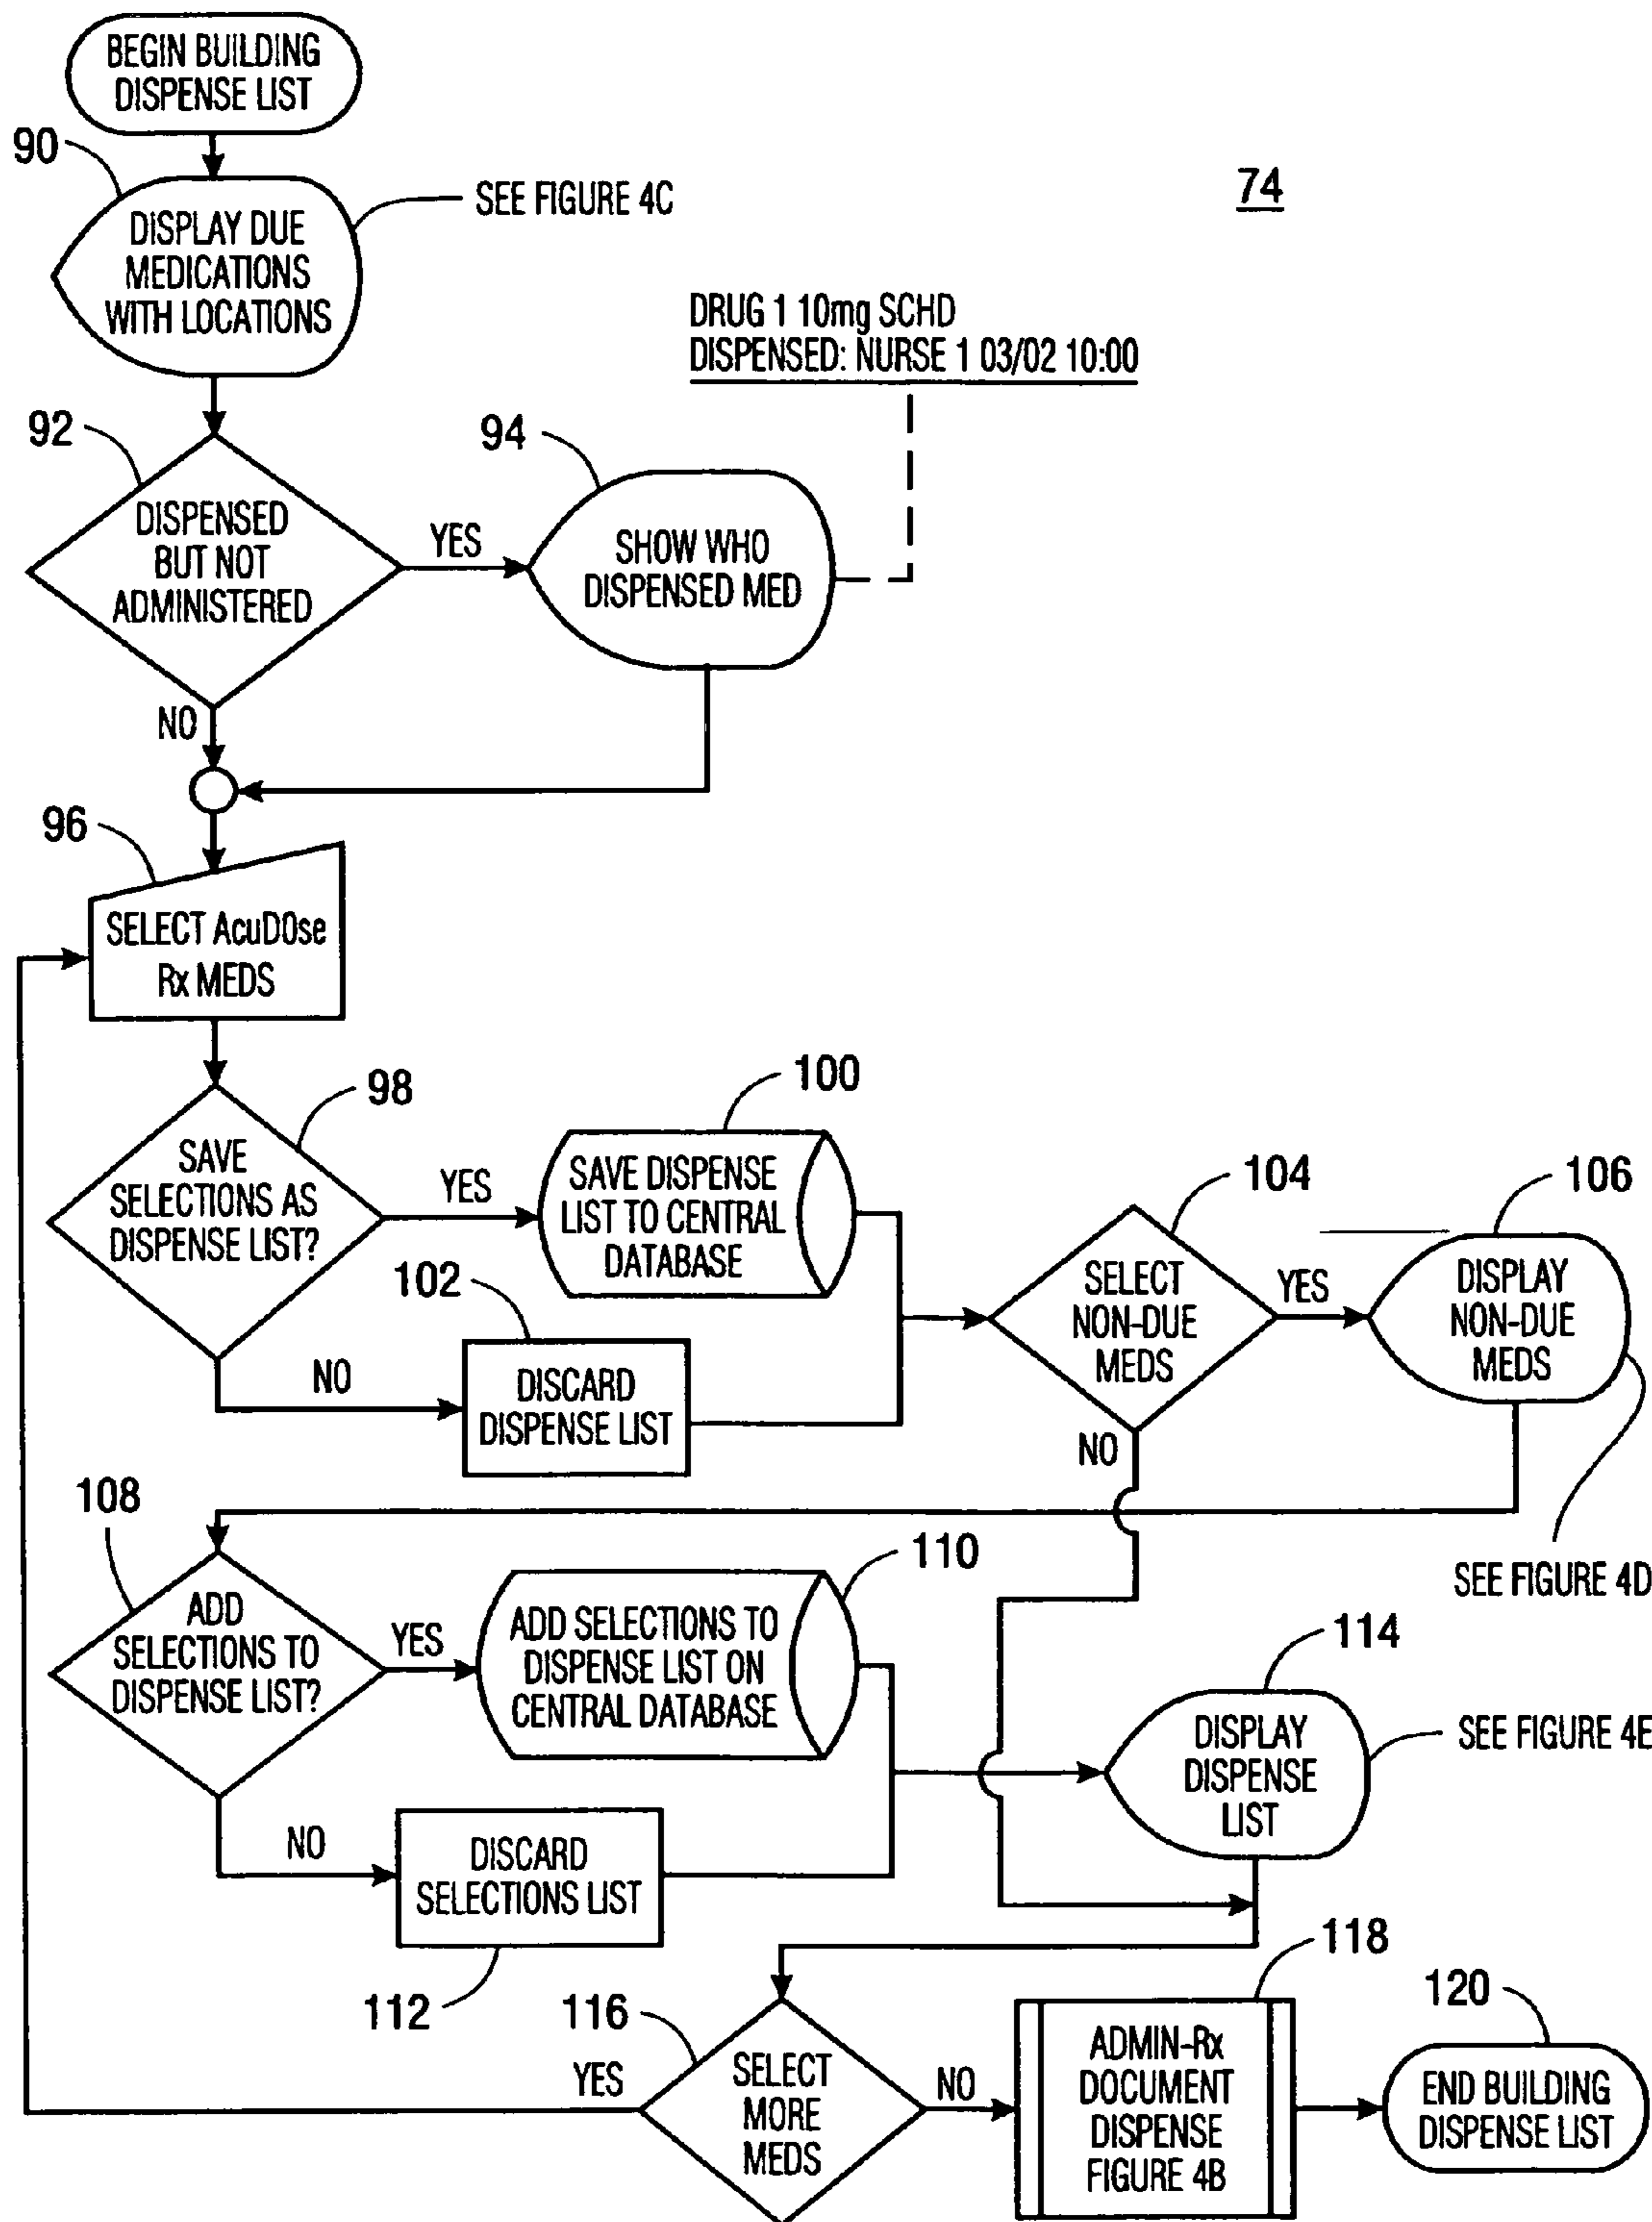 BEGIN BUILDING
DISPENSE LIST
90
DISPLAY DUE
MEDICATIONS
WITH LOCATIONS
SEE FIGURE 4C
74
DRUG 1 10mg SCHD
DISPENSED: NURSE 1 03/02 10:00
92
DISPENSED
BUT NOT
ADMINISTERED
YES
94
SHOW WHO
DISPENSED MED
NO
96
SELECT AcuD0se
Rx MEDS
98
SAVE
SELECTIONS AS
DISPENSE LIST?
YES
100
SAVE DISPENSE
LIST TO CENTRAL
DATABASE
NO
102
DISCARD
DISPENSE LIST
104
SELECT
NON-DUE
MEDS
YES
106
DISPLAY
NON-DUE
MEDS
NO
SEE FIGURE 4D
108
ADD
SELECTIONS TO
DISPENSE LIST?
YES
110
ADD SELECTIONS TO
DISPENSE LIST ON
CENTRAL DATABASE
NO
DISCARD
SELECTIONS LIST
112
114
DISPLAY
DISPENSE
LIST
SEE FIGURE 4E
116
SELECT
MORE
MEDS
YES
NO
118
ADMIN-Rx
DOCUMENT
DISPENSE
FIGURE 4B
120
END BUILDING
DISPENSE LIST